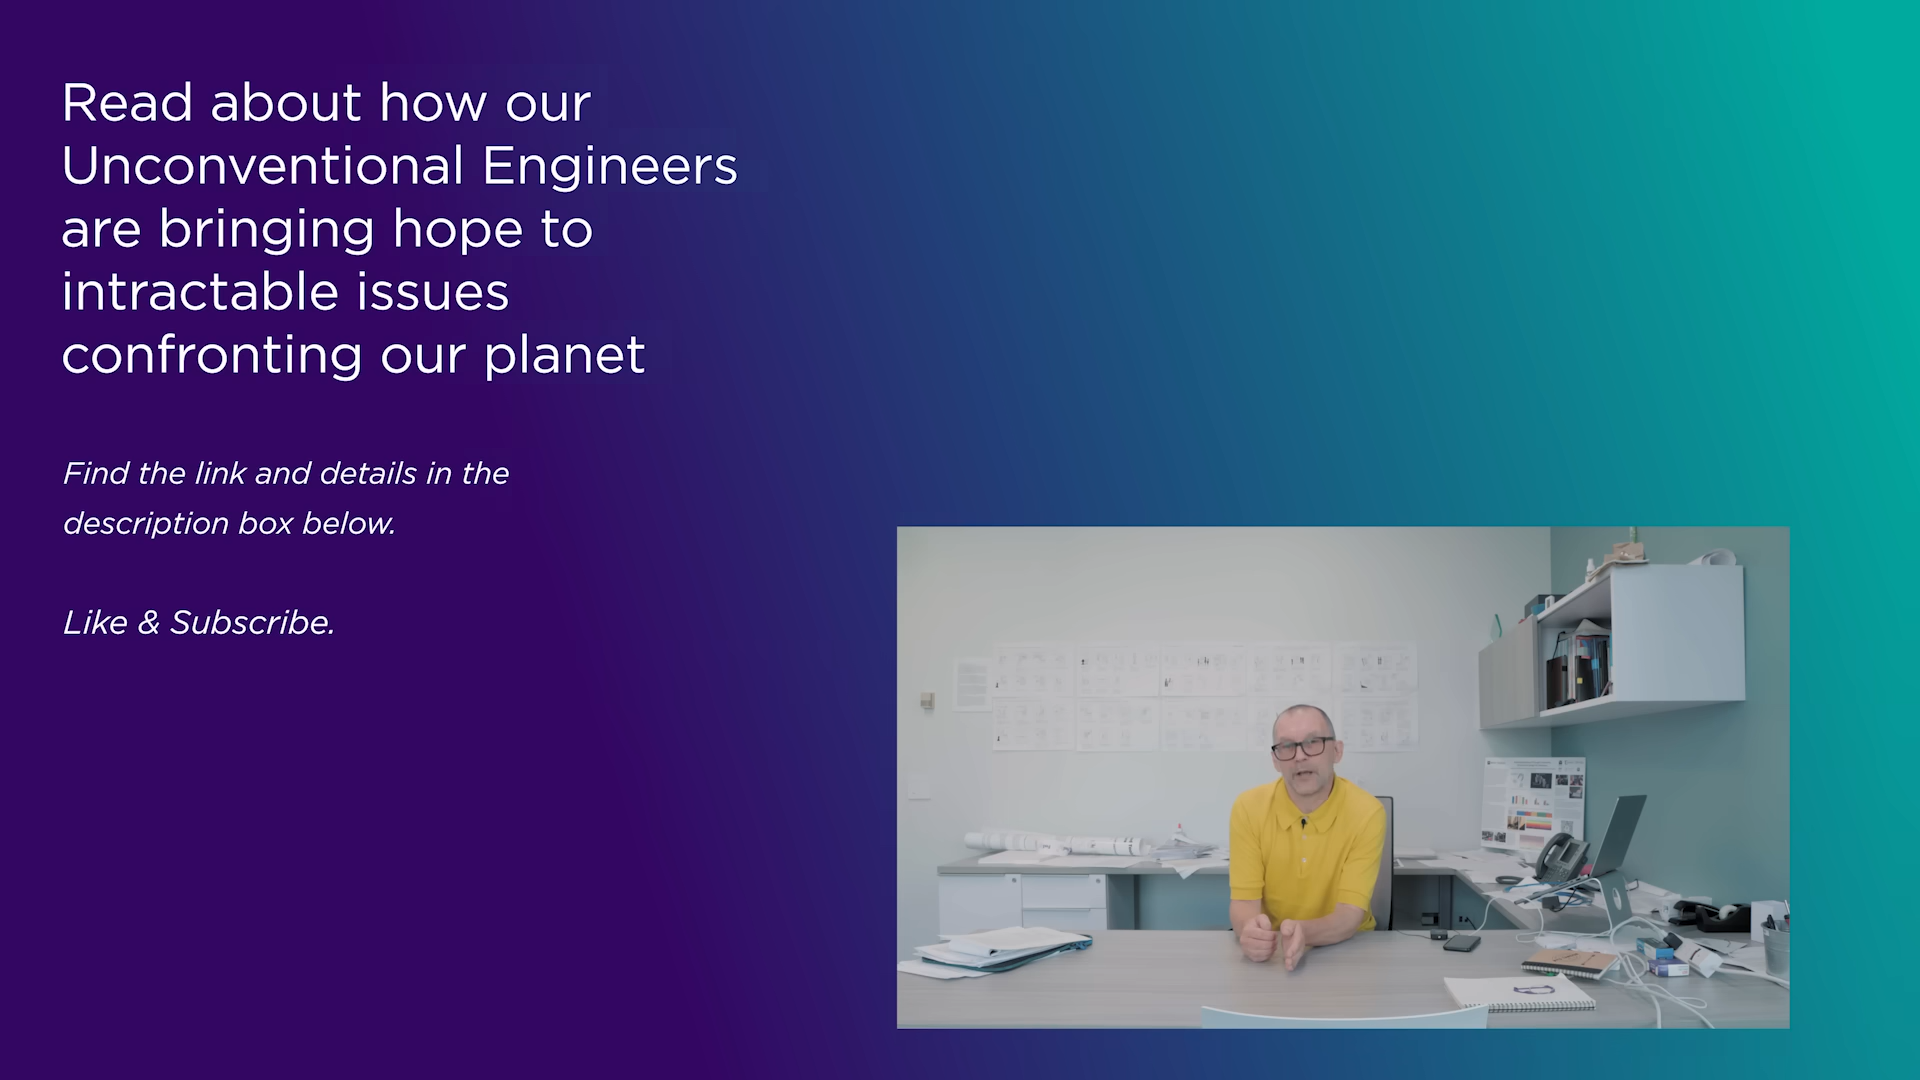 Read about how our
Unconventional Engineers
are bringing hope to
intractable issues
confronting our planet
Find the link and details in the
description box below.
Like & Subscribe.